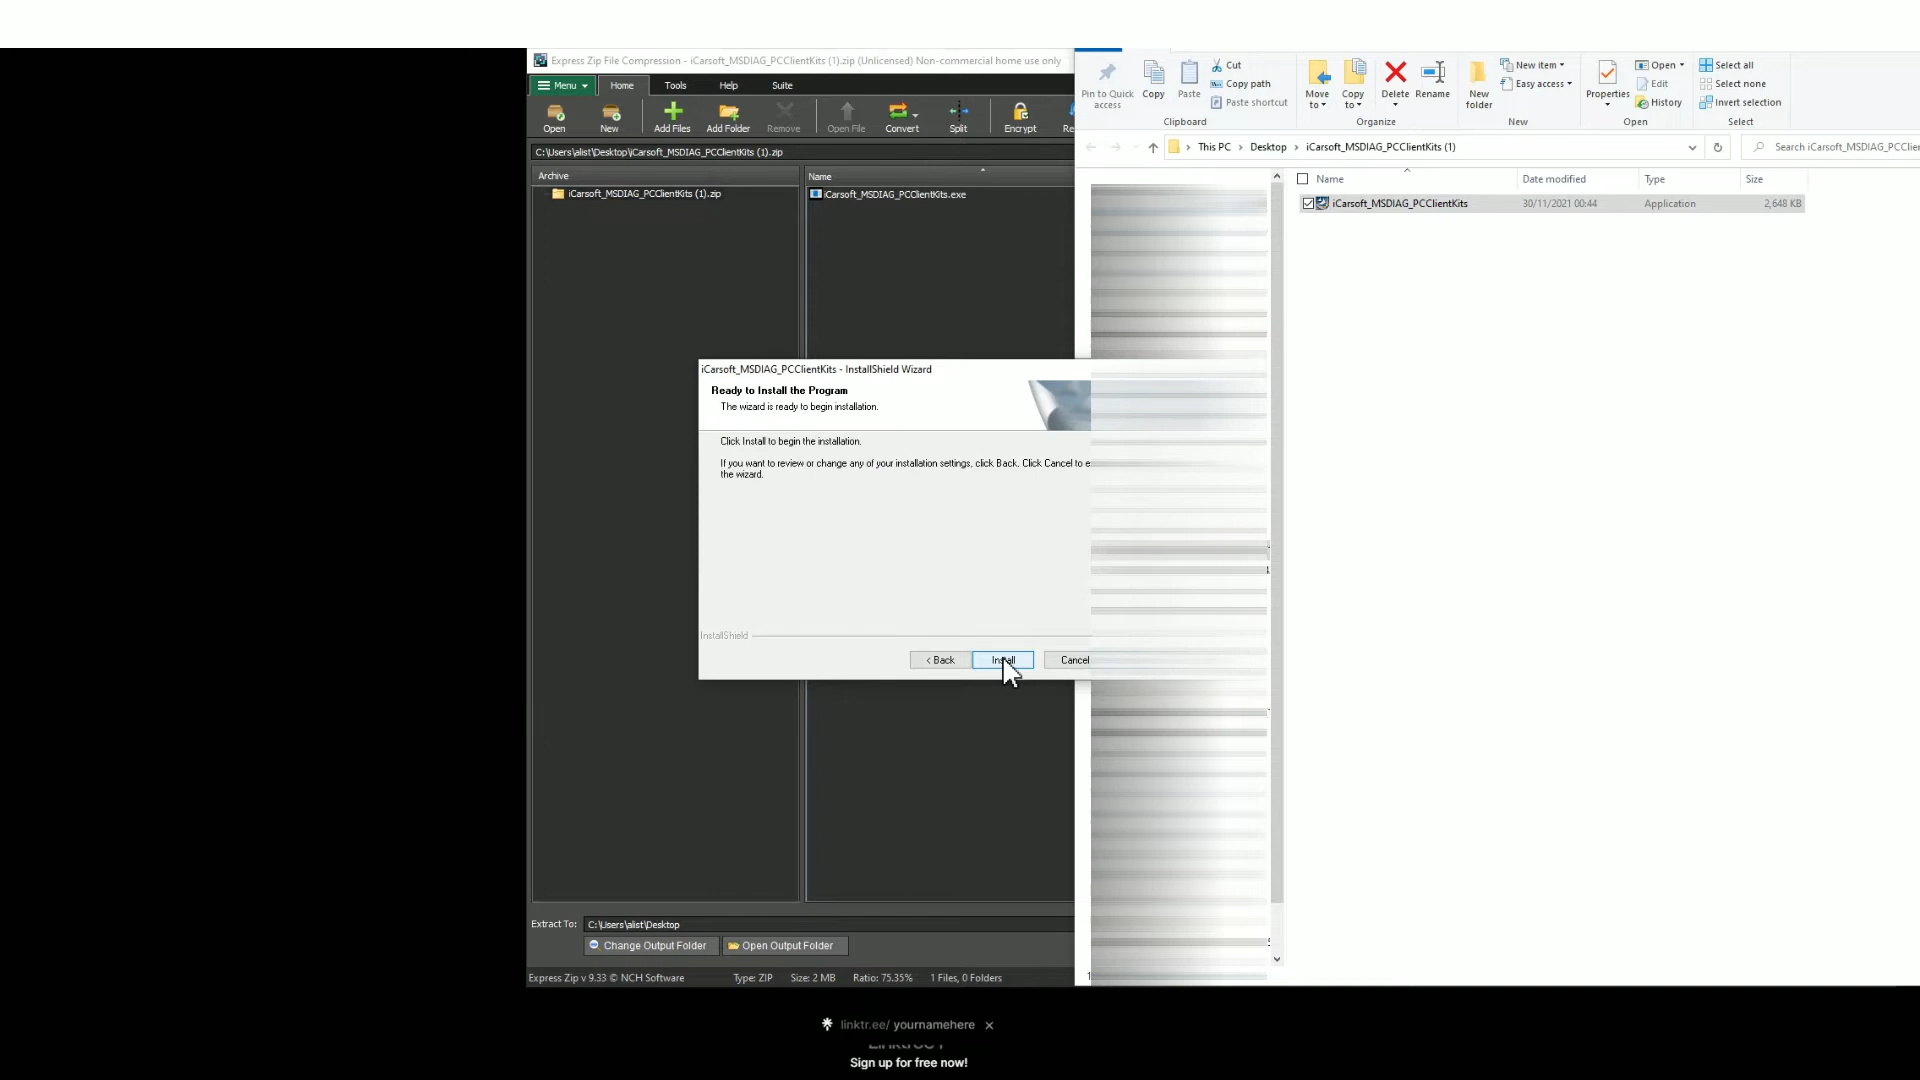 Express Zip File Compression - iCarsoft_MSDIAG_PCClientKits (1).zip (Unlicensed) Non-commercial home use only
Menu Home Tools Help Suite
Open New Add Files Add Folder Remove Open File Convert Split Encrypt
C:\Users\alist\Desktop\iCarsoft_MSDIAG_PCClientKits (1).zip
Archive
iCarsoft_MSDIAG_PCClientKits (1).zip
Name
iCarsoft_MSDIAG_PCClientKits.exe
Pin to Quick access
Copy
Paste
Cut
Copy path
Paste shortcut
Clipboard
Move to
Copy to
Delete
Rename
Organize
New folder
New item
Easy access
New
Properties
Open
Edit
History
Open
Select all
Select none
Invert selection
Select
This PC > Desktop > iCarsoft_MSDIAG_PCClientKits (1)
Search iCarsoft_MSDIAG_PCClie
Name Date modified Type Size
iCarsoft_MSDIAG_PCClientKits 30/11/2021 00:44 Application 2,648 KB
iCarsoft_MSDIAG_PCClientKits - InstallShield Wizard
Ready to Install the Program
The wizard is ready to begin installation.
Click Install to begin the installation.
If you want to review or change any of your installation settings, click Back. Click Cancel to e
the wizard.
InstallShield
< Back Install Cancel
Extract To: C:\Users\alist\Desktop
Change Output Folder Open Output Folder
Express Zip v 9.33 © NCH Software Type: ZIP Size: 2 MB Ratio: 75.35% 1 Files, 0 Folders
linktr.ee/ yournamehere ×
Sign up for free now!